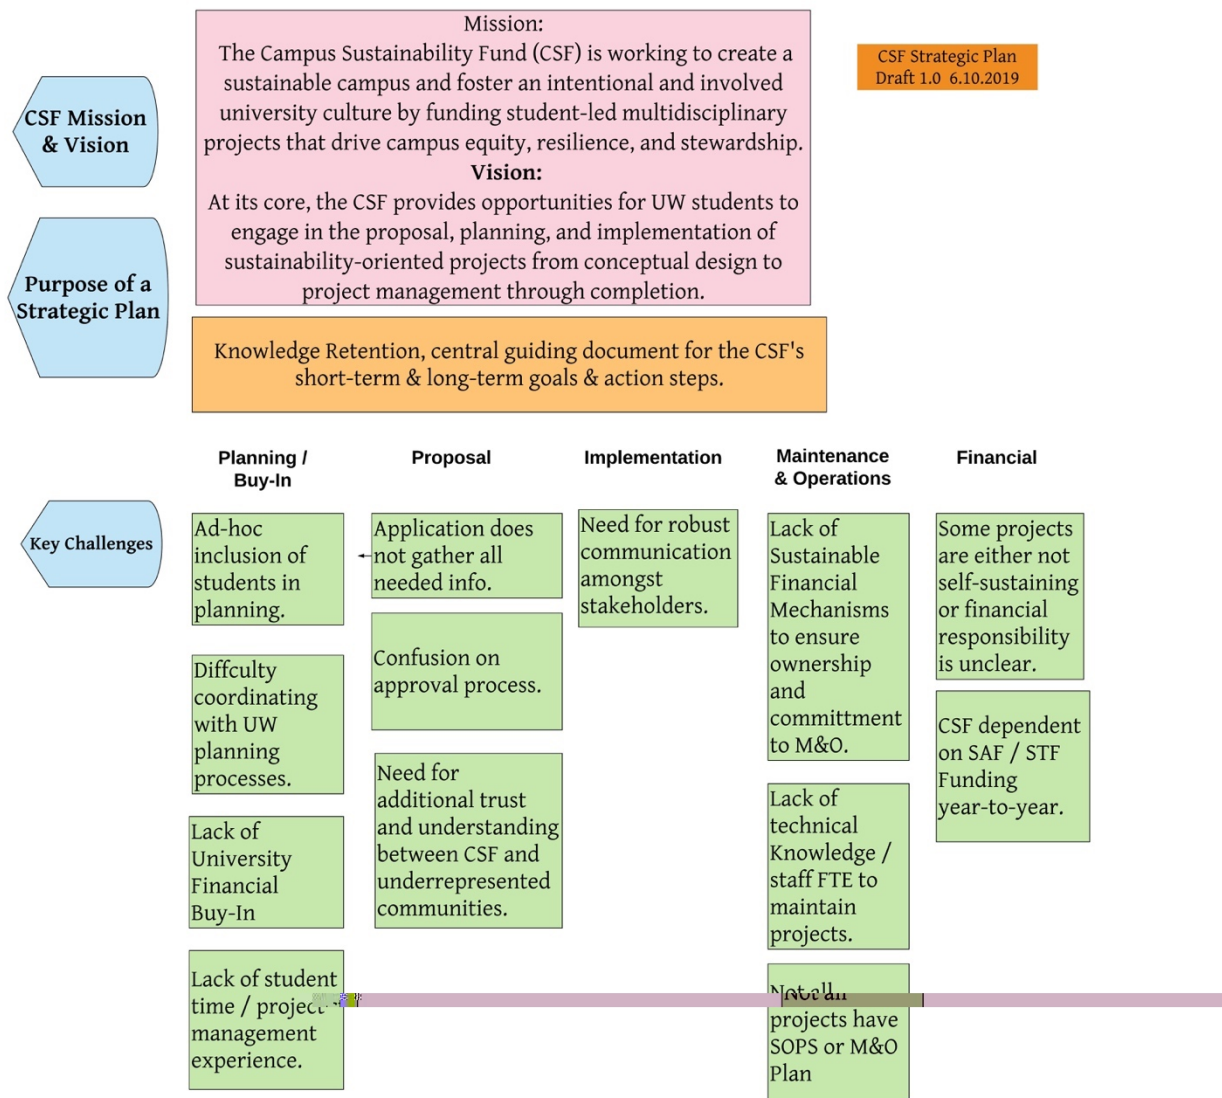 Mission:
The Campus Sustainability Fund (CSF) is working to create a
sustainable campus and foster an intentional and involved
university culture by funding student-led multidisciplinary
projects that drive campus equity, resilience, and stewardship.
Vision:
At its core, the CSF provides opportunities for UW students to
engage in the proposal, planning, and implementation of
sustainability-oriented projects from conceptual design to
project management through completion.
CSF Strategic Plan
Draft 1.0 6.10.2019
CSF Mission
& Vision
Purpose of a
Strategic Plan
Knowledge Retention, central guiding document for the CSF's
short-term & long-term goals & action steps.
Key Challenges
Planning /
Buy-In
Ad-hoc
inclusion of
students in
planning.
Diffculty
coordinating
with UW
planning
processes.
Lack of
University
Financial
Buy-In
Lack of student
time / project
management
experience.
Proposal
Application does
not gather all
needed info.
Confusion on
approval process.
Need for
additional trust
and understanding
between CSF and
underrepresented
communities.
Implementation
Need for robust
communication
amongst
stakeholders.
Maintenance
& Operations
Lack of
Sustainable
Financial
Mechanisms
to ensure
ownership
and
committment
to M&O.
Lack of
technical
Knowledge /
staff FTE to
maintain
projects.
Not all
projects have
SOPS or M&O
Plan
Financial
Some projects
are either not
self-sustaining
or financial
responsibility
is unclear.
CSF dependent
on SAF / STF
Funding
year-to-year.